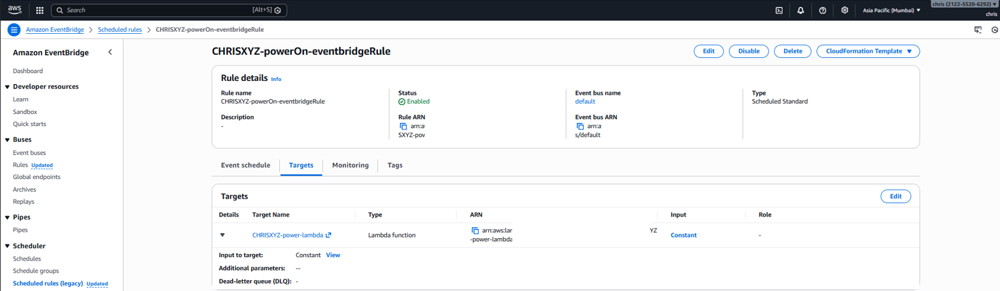 aws
Search [Alt+S]
Asia Pacific (Mumbai)
chris (2122-5520-6292)
chris
Amazon EventBridge
Scheduled rules
CHRISXYZ-powerOn-eventbridgeRule
Amazon EventBridge
Dashboard
Developer resources
Learn
Sandbox
Quick starts
Buses
Event buses
Rules Updated
Global endpoints
Archives
Replays
Pipes
Pipes
Scheduler
Schedules
Schedule groups
Scheduled rules (legacy) Updated
CHRISXYZ-powerOn-eventbridgeRule
Edit
Disable
Delete
CloudFormation Template
Rule details Info
Rule name
CHRISXYZ-powerOn-eventbridgeRule
Description
-
Status
Enabled
Rule ARN
arn:a
SXYZ-pow
Event bus name
default
Event bus ARN
arn:a
s/default
Type
Scheduled Standard
Event schedule
Targets
Monitoring
Tags
Targets
Edit
Details Target Name Type ARN Input Role
CHRISXYZ-power-lambda Lambda function arn:aws:lar YZ Constant -
-power-lambda
Input to target: Constant View
Additional parameters: --
Dead-letter queue (DLQ): -